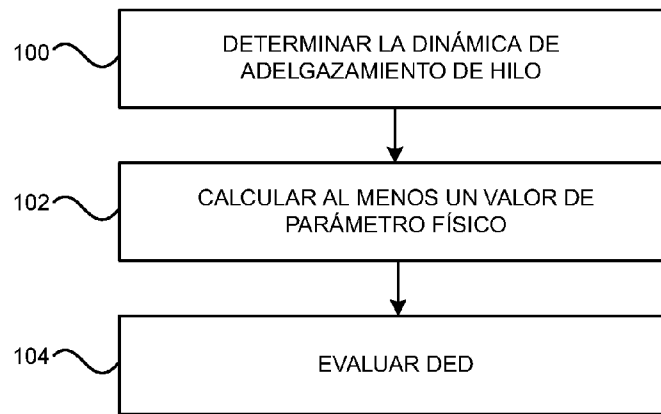 100
DETERMINAR LA DINÁMICA DE
ADELGAZAMIENTO DE HILO
102
CALCULAR AL MENOS UN VALOR DE
PARÁMETRO FÍSICO
104
EVALUAR DED